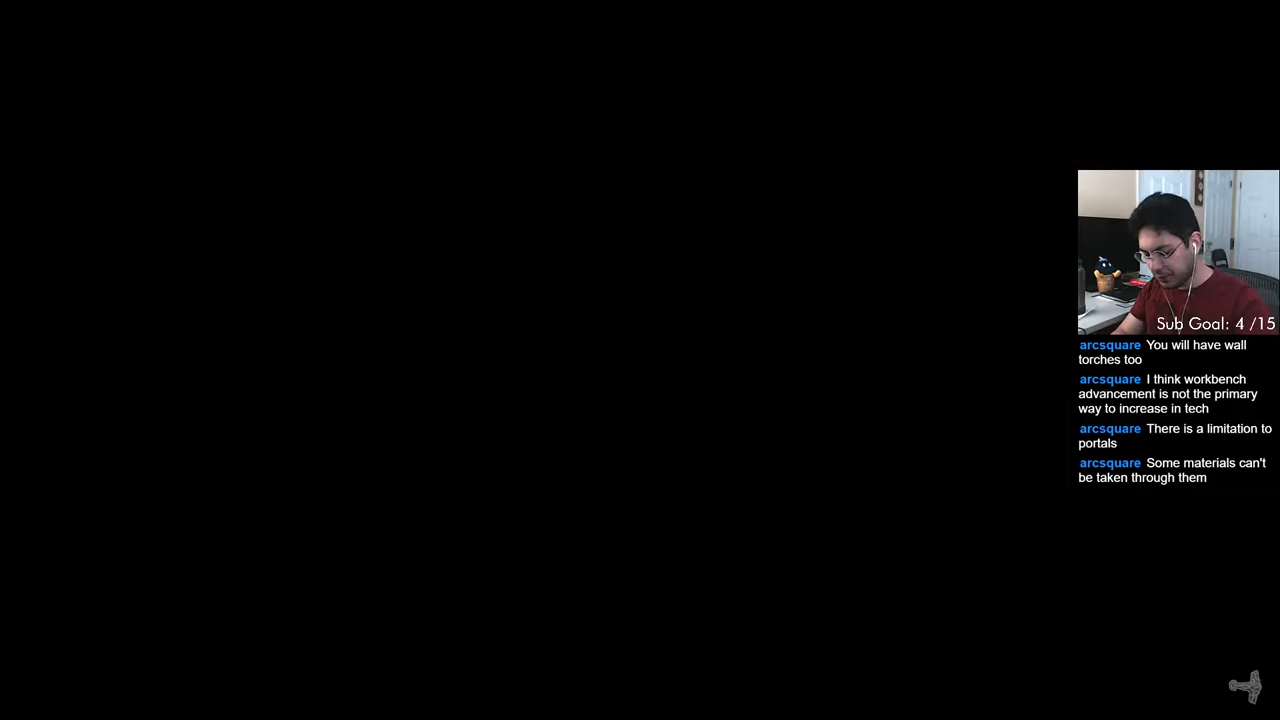 Sub Goal: 4 /15
arcsquare You will have wall
torches too
arcsquare I think workbench
advancement is not the primary
way to increase in tech
arcsquare There is a limitation to
portals
arcsquare Some materials can't
be taken through them